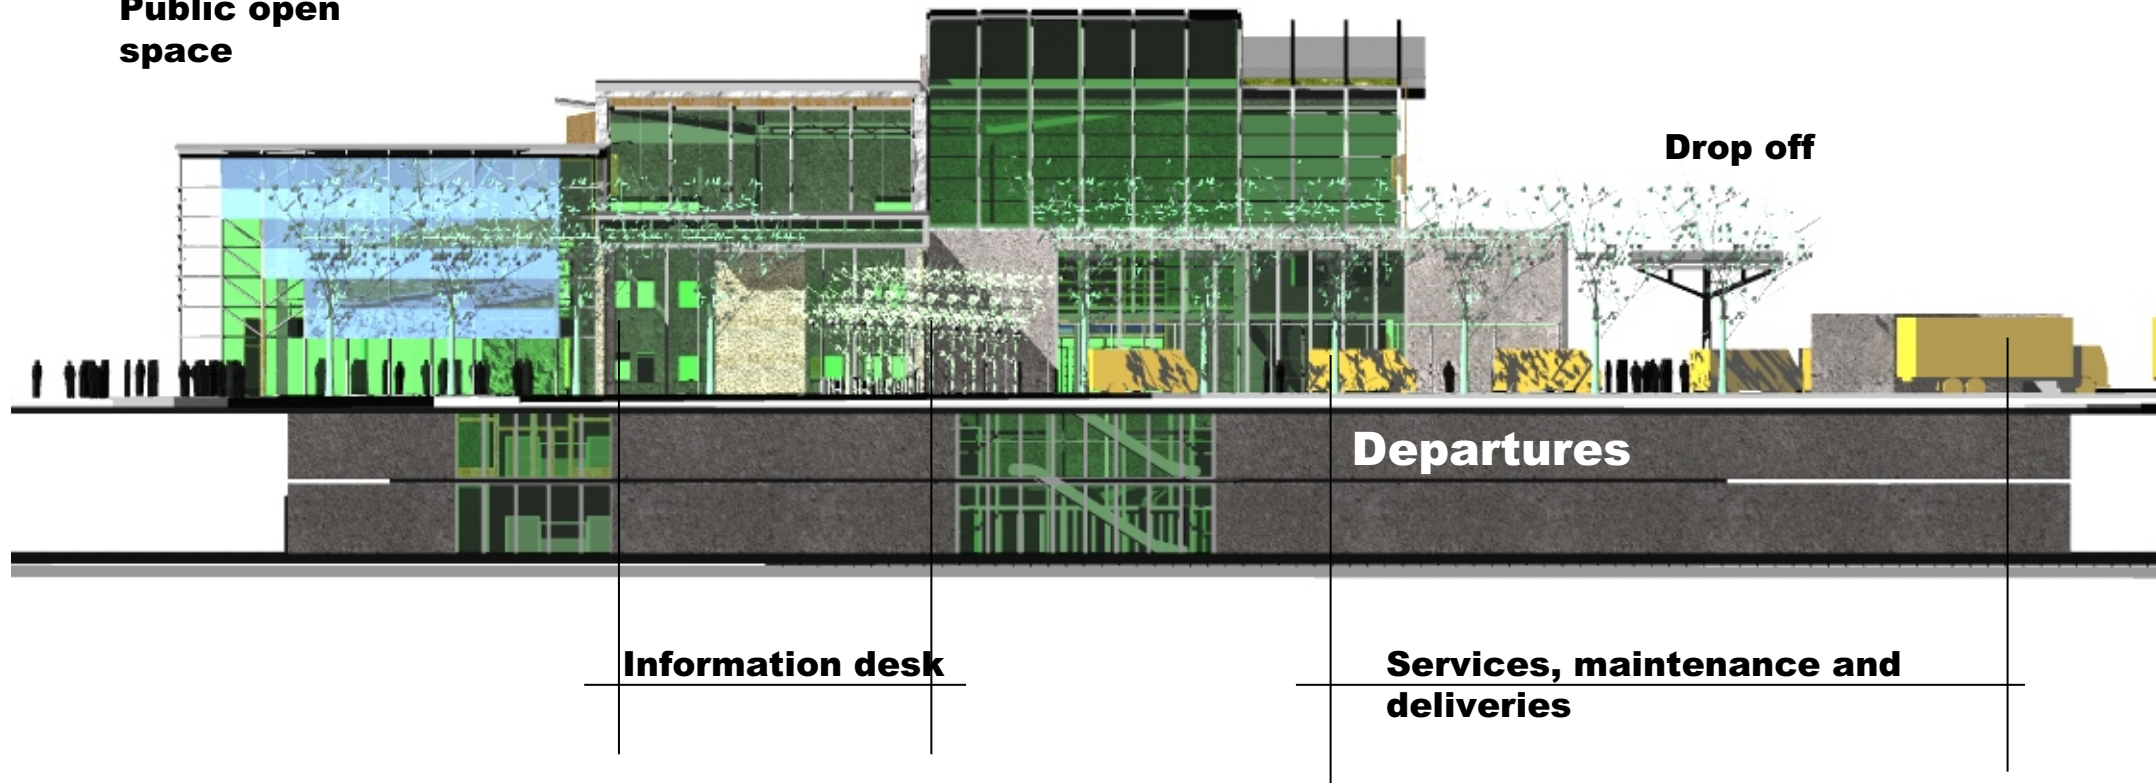 Public open
space
Drop off
Departures
Information desk
Services, maintenance and
deliveries